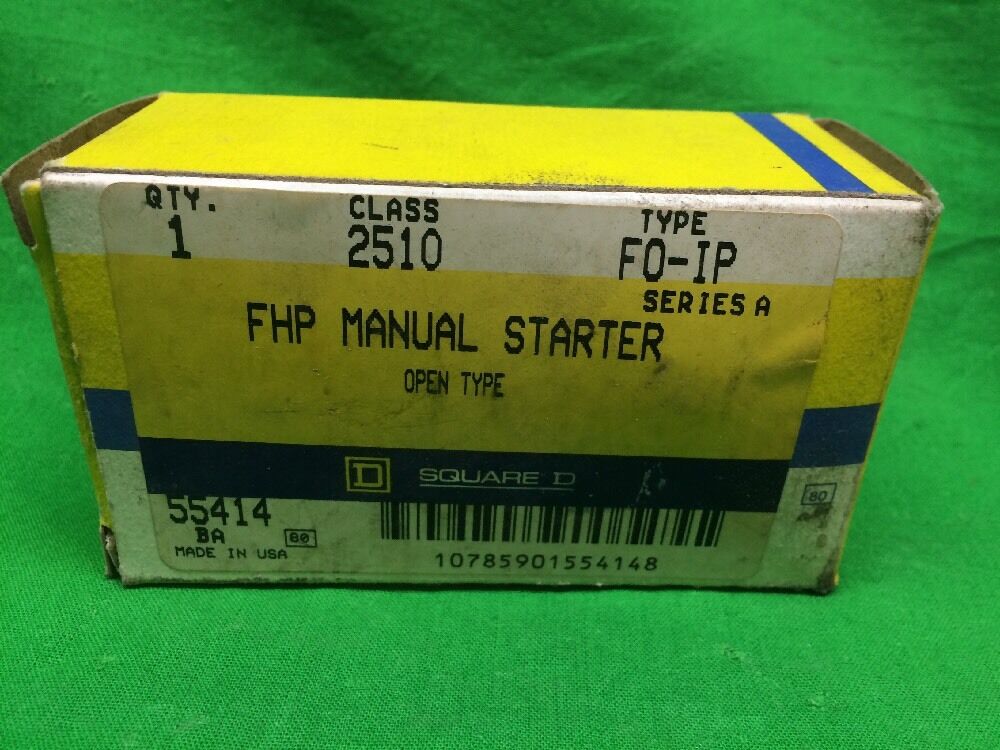 QTY. CLASS TYPE
1 2510 FO-IP
SERIES A
FHP MANUAL STARTER
OPEN TYPE
D SQUARE D
55414
BA 80
MADE IN USA
10785901554148
80